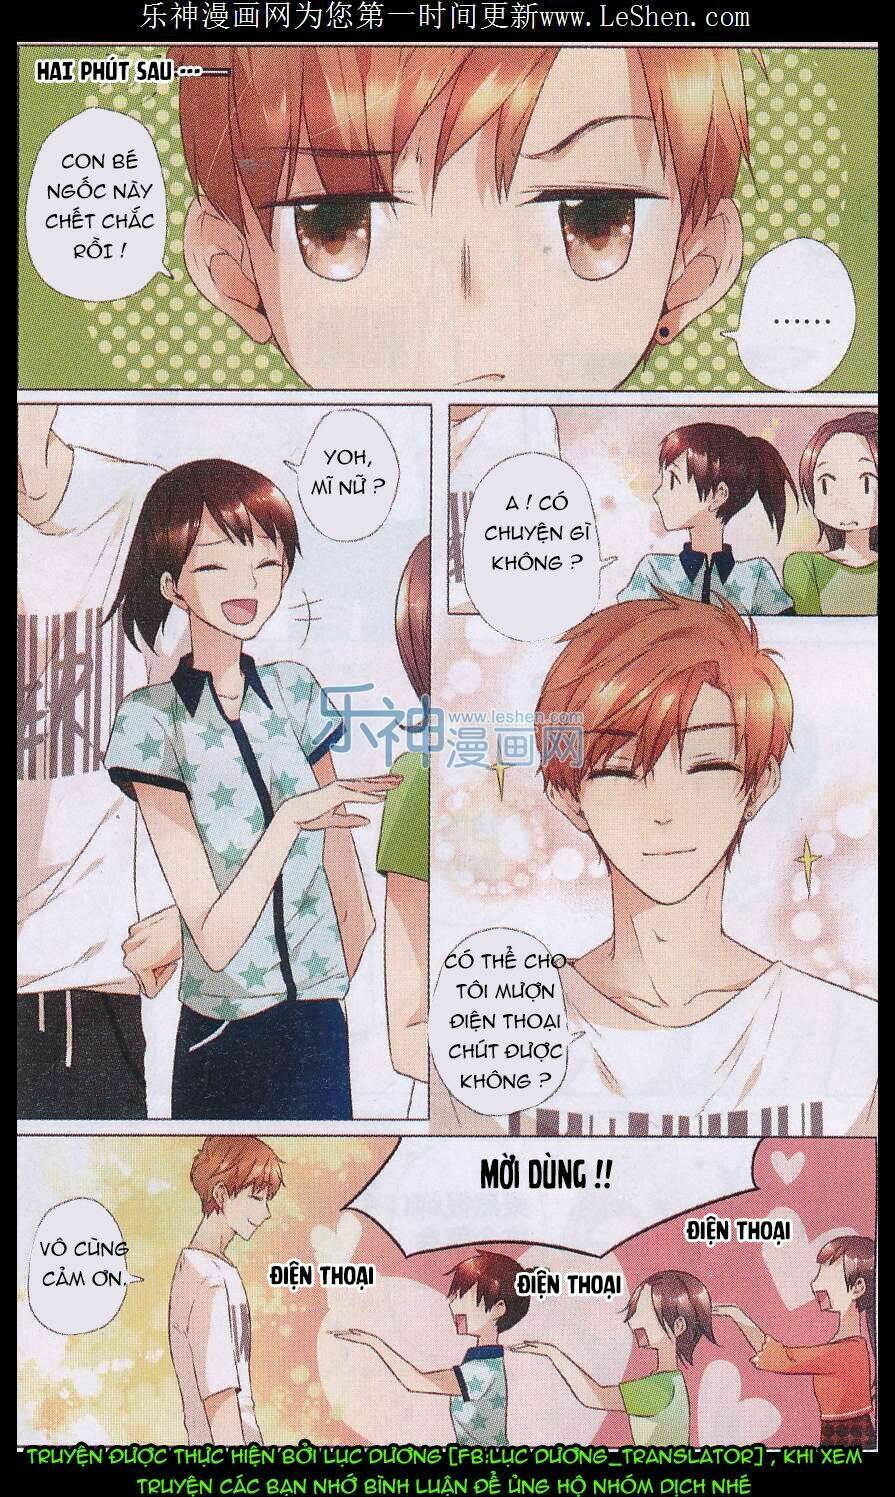 乐神漫画网为您第一时间更新www.LeShen.com
HAI PHÚT SAU ...
CON BÉ
NGỐC NÀY
CHẾT CHẮC
RỒI !
......
YOH,
MĨ NỮ ?
A ! CÓ
CHUYỆN GÌ
KHÔNG ?
乐神漫画网
www.leshen.com
CÓ THỂ CHO
TÔI MƯỢN
ĐIỆN THOẠI
CHÚT ĐƯỢC
KHÔNG ?
MỜI DÙNG !!
VÔ CÙNG
CẢM ƠN.
ĐIỆN THOẠI
ĐIỆN THOẠI
ĐIỆN THOẠI
TRUYỆN ĐƯỢC THỰC HIỆN BỞI LỤC DƯƠNG [FB:LỤC DƯƠNG_TRANSLATOR] , KHI XEM
TRUYỆN CÁC BẠN NHỚ BÌNH LUẬN ĐỂ ỦNG HỘ NHÓM DỊCH NHÉ